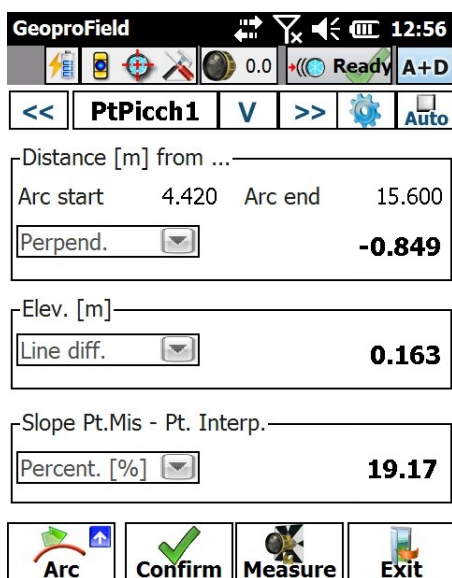 GeoproField 12:56
0.0 Ready A+D
<< PtPicch1 V >> Auto
Distance [m] from ...
Arc start 4.420 Arc end 15.600
Perpend. -0.849
Elev. [m]
Line diff. 0.163
Slope Pt.Mis - Pt. Interp.
Percent. [%] 19.17
Arc Confirm Measure Exit